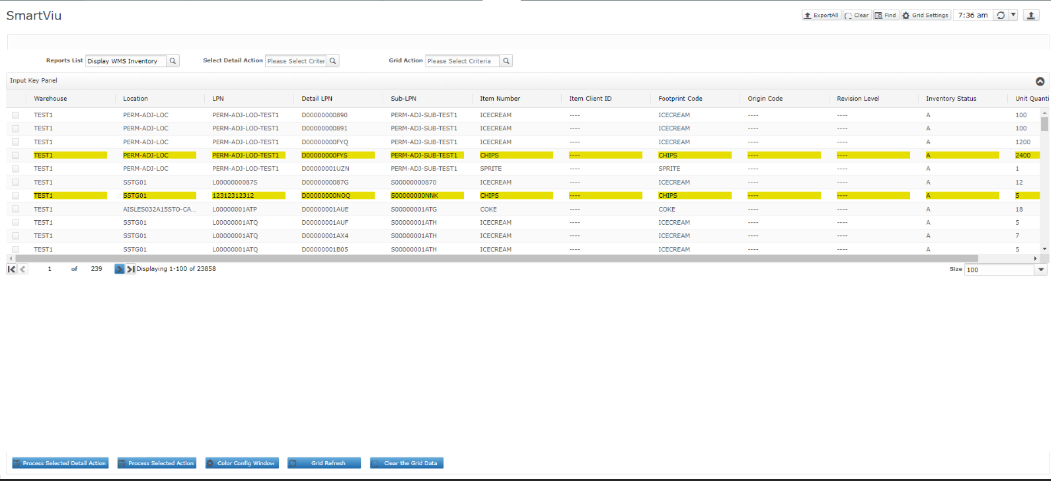 SmartViu
ExportAll Clear Find Grid Settings 7:36 am
Reports List Display WMS Inventory Select Detail Action Please Select Criter Grid Action Please Select Criteria
Input Key Panel
Warehouse Location LPN Detail LPN Sub-LPN Item Number Item Client ID Footprint Code Origin Code Revision Level Inventory Status Unit Quanti
TEST1 PERM-ADJ-LOC PERM-ADJ-LOD-TEST1 D00000000890 PERM-ADJ-SUB-TEST1 ICECREAM ---- ICECREAM ---- ---- A 100
TEST1 PERM-ADJ-LOC PERM-ADJ-LOD-TEST1 D00000000891 PERM-ADJ-SUB-TEST1 ICECREAM ---- ICECREAM ---- ---- A 100
TEST1 PERM-ADJ-LOC PERM-ADJ-LOD-TEST1 D00000000FYQ PERM-ADJ-SUB-TEST1 ICECREAM ---- ICECREAM ---- ---- A 1200
TEST1 PERM-ADJ-LOC PERM-ADJ-LOD-TEST1 D00000000FYS PERM-ADJ-SUB-TEST1 CHIPS ---- CHIPS ---- ---- A 2400
TEST1 PERM-ADJ-LOC PERM-ADJ-LOD-TEST1 D00000001UZN PERM-ADJ-SUB-TEST1 SPRITE ---- SPRITE ---- ---- A 1
TEST1 SSTG01 L0000000087S D0000000087G S00000000870 ICECREAM ---- ICECREAM ---- ---- A 12
TEST1 SSTG01 12312312312 D00000000NOQ S00000000NNK CHIPS ---- CHIPS ---- ---- A 5
TEST1 AISLES032A15STO-CA... L00000001ATP D00000001AUE S00000001ATG COKE ---- COKE ---- ---- A 18
TEST1 SSTG01 L00000001ATQ D00000001AUF S00000001ATH ICECREAM ---- ICECREAM ---- ---- A 5
TEST1 SSTG01 L00000001ATQ D00000001AX4 S00000001ATH ICECREAM ---- ICECREAM ---- ---- A 7
TEST1 SSTG01 L00000001ATQ D00000001B05 S00000001ATH ICECREAM ---- ICECREAM ---- ---- A 5
1 of 239 Displaying 1-100 of 23858 Size 100
Process Selected Detail Action Process Selected Action Color Config Window Grid Refresh Clear the Grid Data